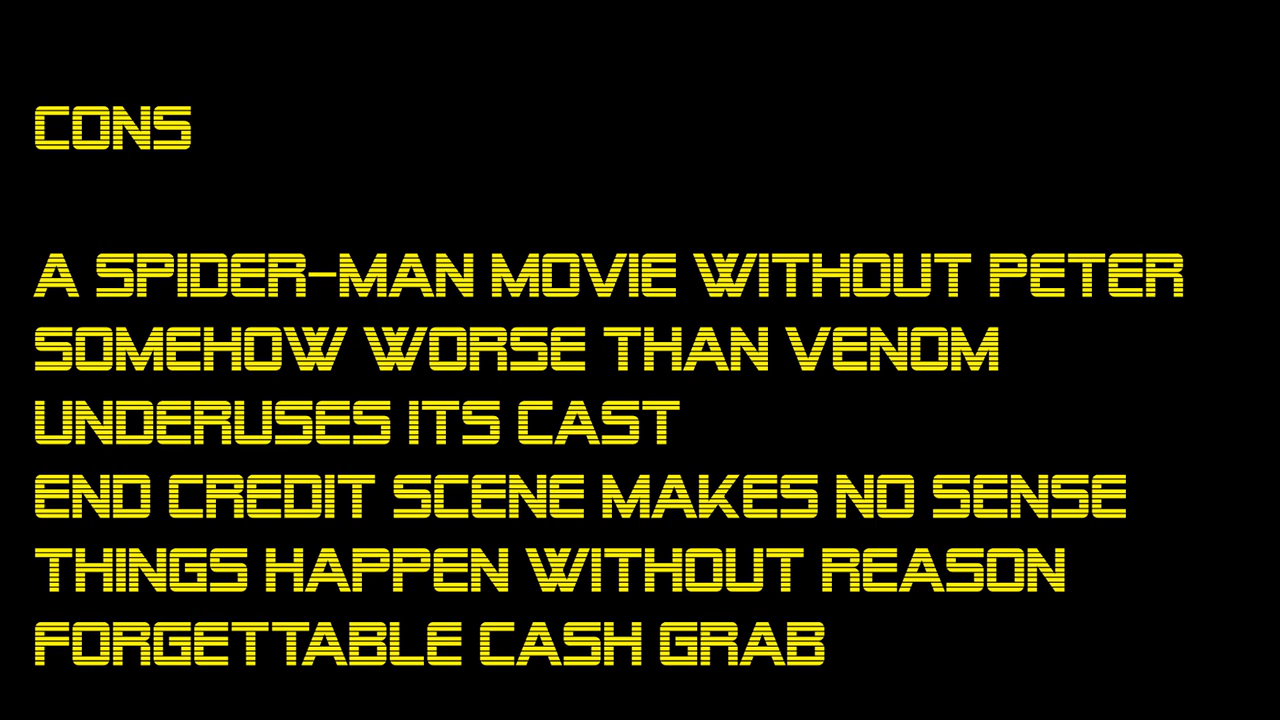 CONS
A SPIDER-MAN MOVIE WITHOUT PETER
SOMEHOW WORSE THAN VENOM
UNDERUSES ITS CAST
END CREDIT SCENE MAKES NO SENSE
THINGS HAPPEN WITHOUT REASON
FORGETTABLE CASH GRAB